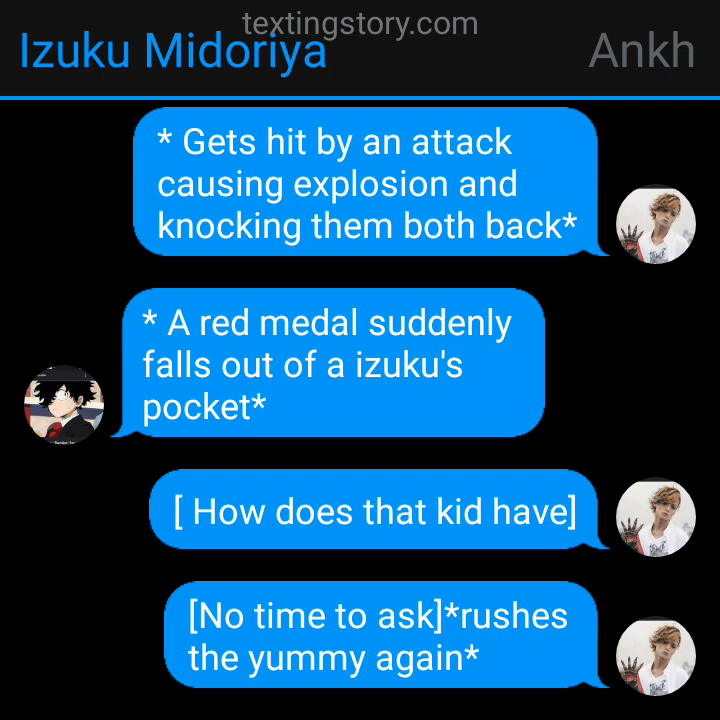 textingstory.com
Izuku Midoriya
Ankh
* Gets hit by an attack
causing explosion and
knocking them both back*
* A red medal suddenly
falls out of a izuku's
pocket*
[ How does that kid have]
[No time to ask]*rushes
the yummy again*